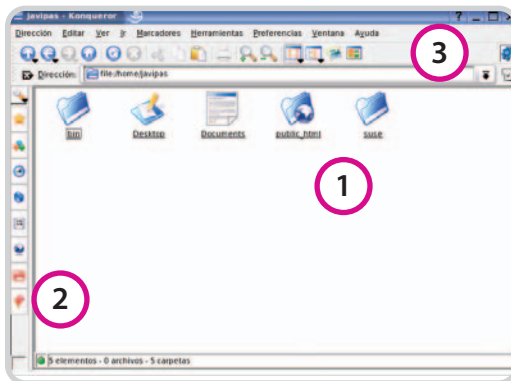 javipas - Konqueror
Dirección Editar Ver Ir Marcadores Herramientas Preferencias Ventana Ayuda
3
Dirección: file:/home/javipas
bin Desktop Documents public_html suse
1
2
5 elementos - 0 archivos - 5 carpetas